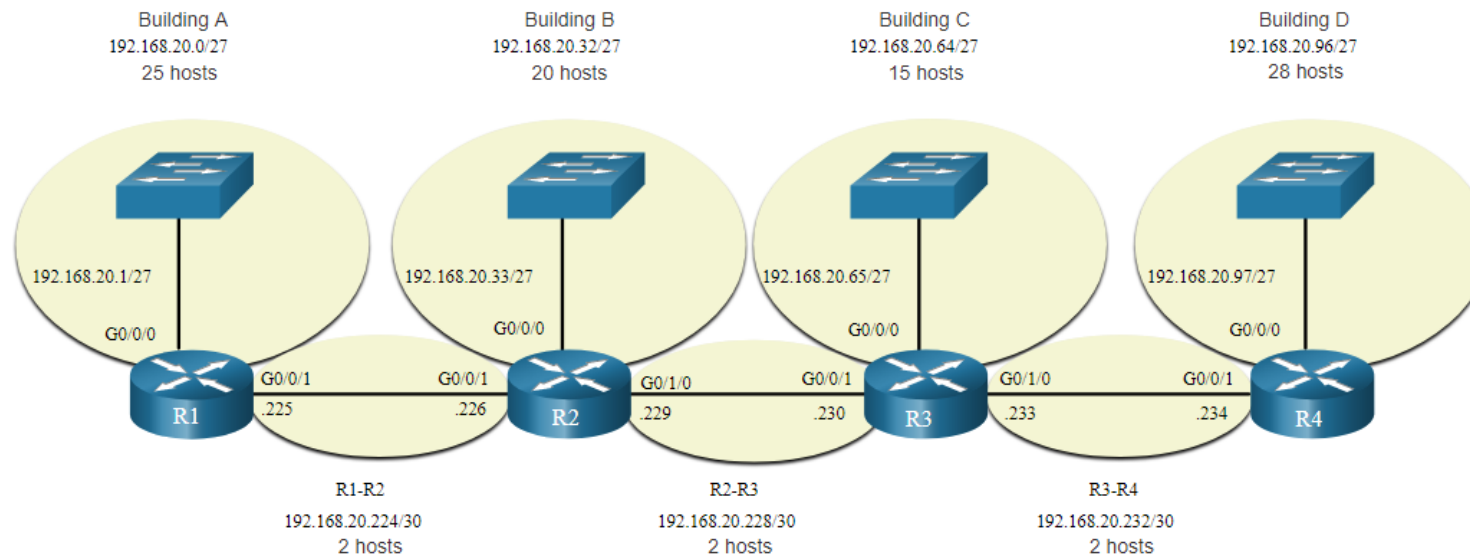 Building A
192.168.20.0/27
25 hosts
Building B
192.168.20.32/27
20 hosts
Building C
192.168.20.64/27
15 hosts
Building D
192.168.20.96/27
28 hosts
192.168.20.1/27
192.168.20.33/27
192.168.20.65/27
192.168.20.97/27
G0/0/0
G0/0/0
G0/0/0
G0/0/0
G0/0/1
G0/0/1
G0/1/0
G0/0/1
G0/1/0
G0/0/1
R1
.225
.226
R2
.229
.230
R3
.233
.234
R4
R1-R2
192.168.20.224/30
2 hosts
R2-R3
192.168.20.228/30
2 hosts
R3-R4
192.168.20.232/30
2 hosts